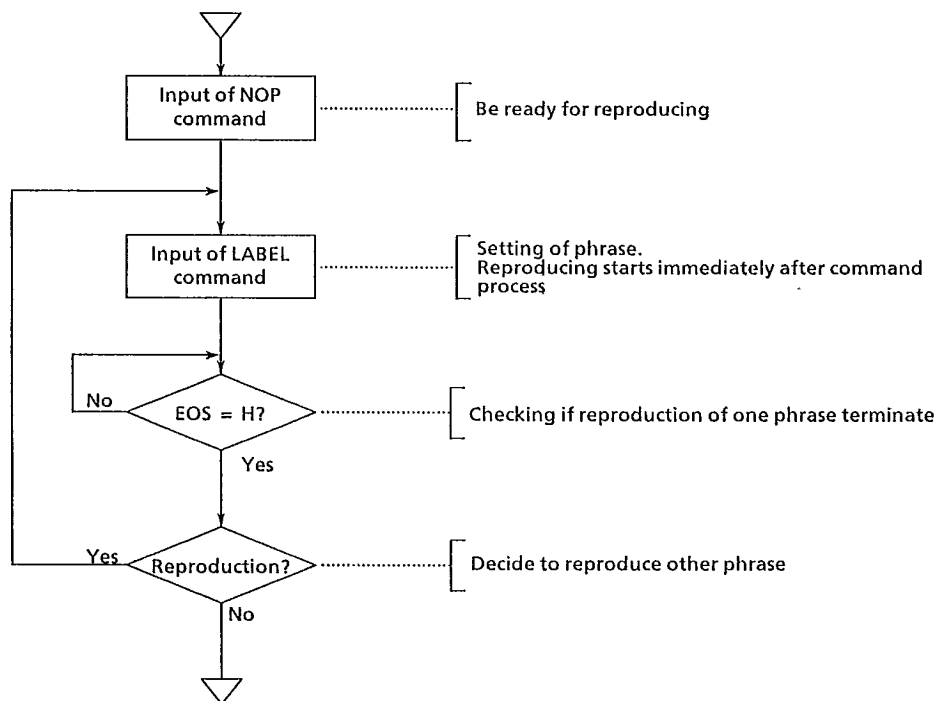 Input of NOP
command
Be ready for reproducing
Input of LABEL
command
Setting of phrase.
Reproducing starts immediately after command
process
No
EOS = H?
Checking if reproduction of one phrase terminate
Yes
Yes
Reproduction?
Decide to reproduce other phrase
No